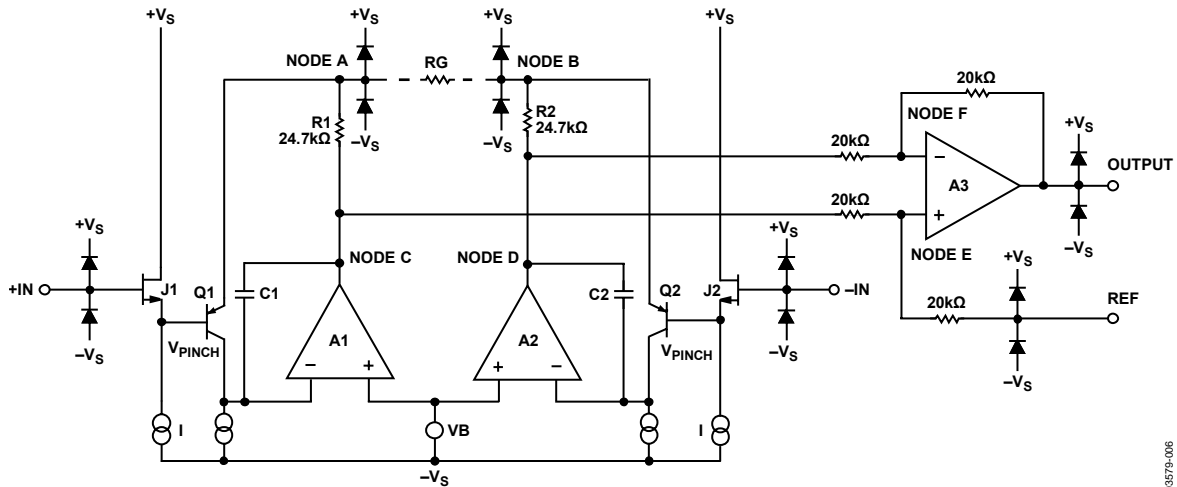 +VS
+VS
+VS
+VS
NODE A
RG
NODE B
20kΩ
R1
24.7kΩ
R2
24.7kΩ
−VS
−VS
NODE F
+VS
20kΩ
−
OUTPUT
A3
20kΩ
+
−VS
+VS
NODE C
NODE D
+VS
NODE E
+VS
+IN
J1
Q1
C1
C2
Q2
J2
−IN
20kΩ
REF
−VS
VPINCH
A1
A2
VPINCH
−VS
−VS
−
+
+
−
I
VB
I
−VS
03579-006